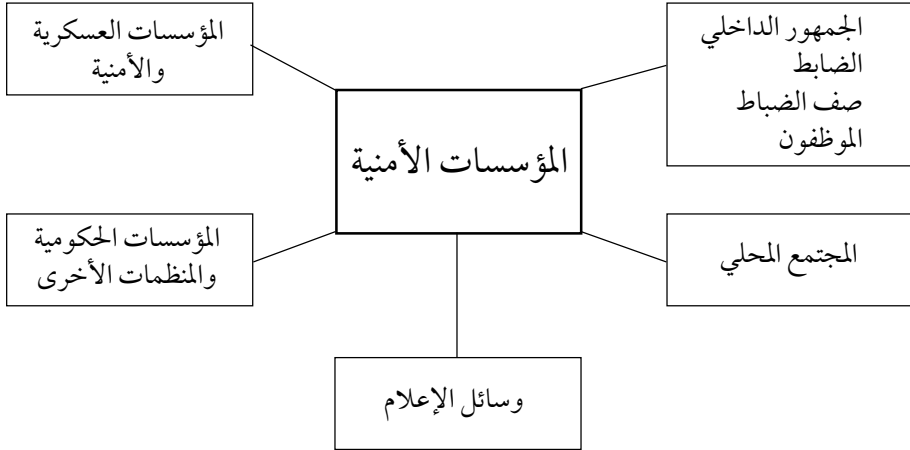 الجمهور الداخلي
الضابط
صف الضباط
الموظفون
المؤسسات العسكرية
والأمنية
المؤسسات الأمنية
المجتمع المحلي
المؤسسات الحكومية
والمنظمات الأخرى
وسائل الإعلام